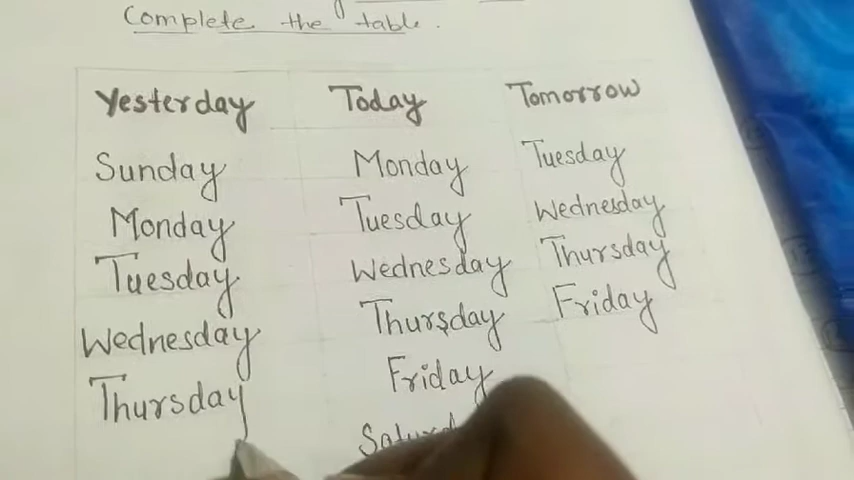 Complete the table.
Yesterday Today Tomorrow
Sunday Monday Tuesday
Monday Tuesday Wednesday
Tuesday Wednesday Thursday
Wednesday Thursday Friday
Thursday Friday